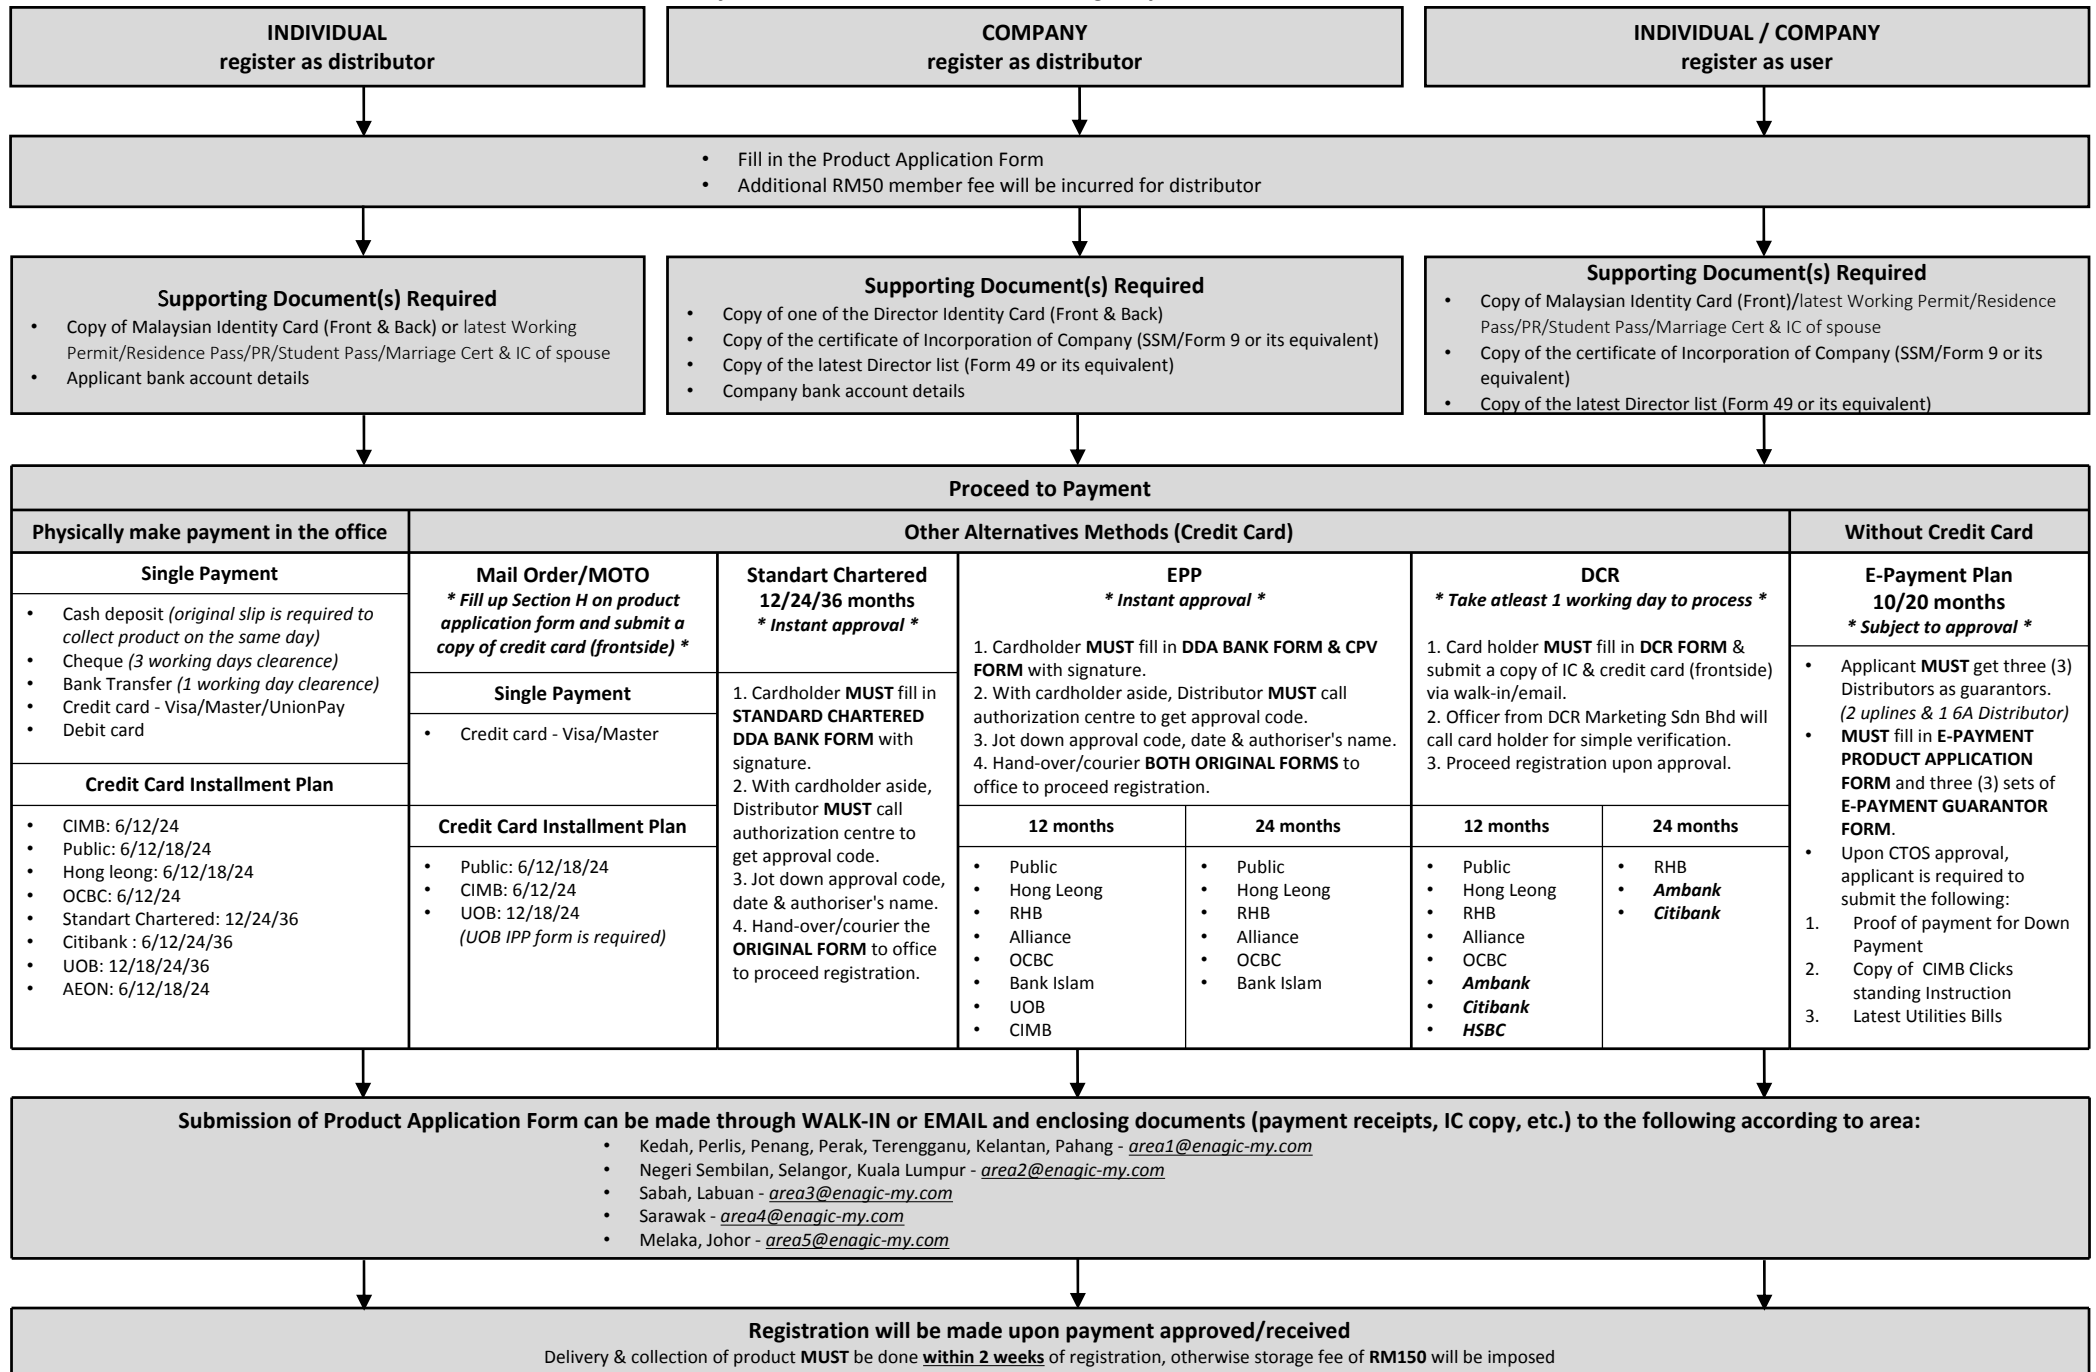 INDIVIDUAL
register as distributor
COMPANY
register as distributor
INDIVIDUAL / COMPANY
register as user
• Fill in the Product Application Form
• Additional RM50 member fee will be incurred for distributor
Supporting Document(s) Required
• Copy of Malaysian Identity Card (Front & Back) or latest Working
Permit/Residence Pass/PR/Student Pass/Marriage Cert & IC of spouse
• Applicant bank account details
Supporting Document(s) Required
• Copy of one of the Director Identity Card (Front & Back)
• Copy of the certificate of Incorporation of Company (SSM/Form 9 or its equivalent)
• Copy of the latest Director list (Form 49 or its equivalent)
• Company bank account details
Supporting Document(s) Required
• Copy of Malaysian Identity Card (Front)/latest Working Permit/Residence
Pass/PR/Student Pass/Marriage Cert & IC of spouse
• Copy of the certificate of Incorporation of Company (SSM/Form 9 or its
equivalent)
• Copy of the latest Director list (Form 49 or its equivalent)
Proceed to Payment
Physically make payment in the office
Other Alternatives Methods (Credit Card)
Without Credit Card
Single Payment
• Cash deposit (original slip is required to
collect product on the same day)
• Cheque (3 working days clearence)
• Bank Transfer (1 working day clearence)
• Credit card - Visa/Master/UnionPay
• Debit card
Credit Card Installment Plan
• CIMB: 6/12/24
• Public: 6/12/18/24
• Hong leong: 6/12/18/24
• OCBC: 6/12/24
• Standart Chartered: 12/24/36
• Citibank : 6/12/24/36
• UOB: 12/18/24/36
• AEON: 6/12/18/24
Mail Order/MOTO
* Fill up Section H on product
application form and submit a
copy of credit card (frontside) *
Single Payment
• Credit card - Visa/Master
Credit Card Installment Plan
• Public: 6/12/18/24
• CIMB: 6/12/24
• UOB: 12/18/24
(UOB IPP form is required)
Standart Chartered
12/24/36 months
* Instant approval *
1. Cardholder MUST fill in
STANDARD CHARTERED
DDA BANK FORM with
signature.
2. With cardholder aside,
Distributor MUST call
authorization centre to
get approval code.
3. Jot down approval code,
date & authoriser's name.
4. Hand-over/courier the
ORIGINAL FORM to office
to proceed registration.
EPP
* Instant approval *
1. Cardholder MUST fill in DDA BANK FORM & CPV
FORM with signature.
2. With cardholder aside, Distributor MUST call
authorization centre to get approval code.
3. Jot down approval code, date & authoriser's name.
4. Hand-over/courier BOTH ORIGINAL FORMS to
office to proceed registration.
12 months
• Public
• Hong Leong
• RHB
• Alliance
• OCBC
• Bank Islam
• UOB
• CIMB
24 months
• Public
• Hong Leong
• RHB
• Alliance
• OCBC
• Bank Islam
DCR
* Take atleast 1 working day to process *
1. Card holder MUST fill in DCR FORM &
submit a copy of IC & credit card (frontside)
via walk-in/email.
2. Officer from DCR Marketing Sdn Bhd will
call card holder for simple verification.
3. Proceed registration upon approval.
12 months
• Public
• Hong Leong
• RHB
• Alliance
• OCBC
• Ambank
• Citibank
• HSBC
24 months
• RHB
• Ambank
• Citibank
E-Payment Plan
10/20 months
* Subject to approval *
• Applicant MUST get three (3)
Distributors as guarantors.
(2 uplines & 1 6A Distributor)
• MUST fill in E-PAYMENT
PRODUCT APPLICATION
FORM and three (3) sets of
E-PAYMENT GUARANTOR
FORM.
• Upon CTOS approval,
applicant is required to
submit the following:
1. Proof of payment for Down
Payment
2. Copy of CIMB Clicks
standing Instruction
3. Latest Utilities Bills
Submission of Product Application Form can be made through WALK-IN or EMAIL and enclosing documents (payment receipts, IC copy, etc.) to the following according to area:
• Kedah, Perlis, Penang, Perak, Terengganu, Kelantan, Pahang - area1@enagic-my.com
• Negeri Sembilan, Selangor, Kuala Lumpur - area2@enagic-my.com
• Sabah, Labuan - area3@enagic-my.com
• Sarawak - area4@enagic-my.com
• Melaka, Johor - area5@enagic-my.com
Registration will be made upon payment approved/received
Delivery & collection of product MUST be done within 2 weeks of registration, otherwise storage fee of RM150 will be imposed